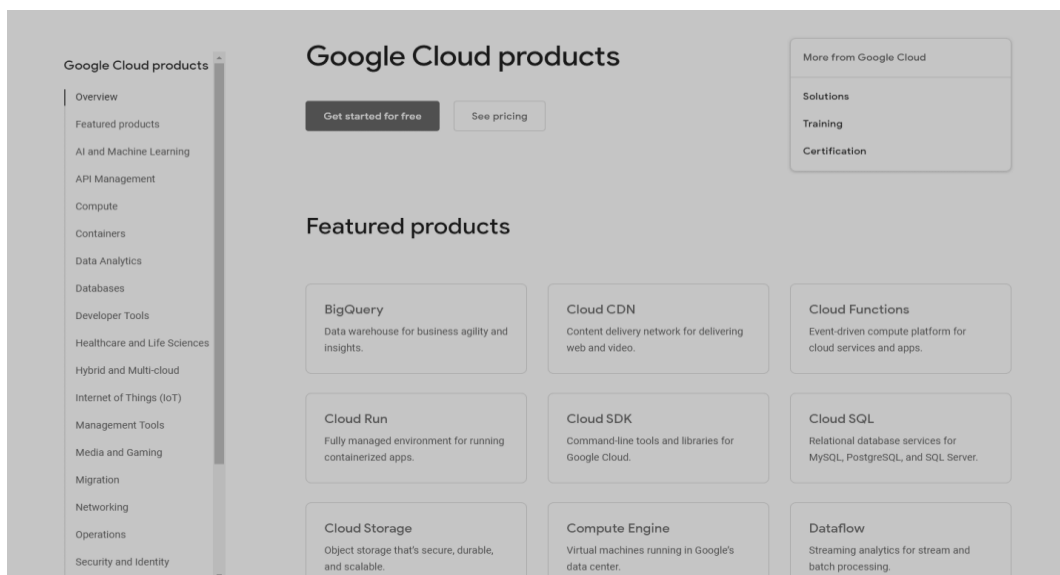 Google Cloud products
Overview
Featured products
AI and Machine Learning
API Management
Compute
Containers
Data Analytics
Databases
Developer Tools
Healthcare and Life Sciences
Hybrid and Multi-cloud
Internet of Things (IoT)
Management Tools
Media and Gaming
Migration
Networking
Operations
Security and Identity
Google Cloud products
Get started for free
See pricing
More from Google Cloud
Solutions
Training
Certification
Featured products
BigQuery
Data warehouse for business agility and
insights.
Cloud CDN
Content delivery network for delivering
web and video.
Cloud Functions
Event-driven compute platform for
cloud services and apps.
Cloud Run
Fully managed environment for running
containerized apps.
Cloud SDK
Command-line tools and libraries for
Google Cloud.
Cloud SQL
Relational database services for
MySQL, PostgreSQL, and SQL Server.
Cloud Storage
Object storage that's secure, durable,
and scalable.
Compute Engine
Virtual machines running in Google's
data center.
Dataflow
Streaming analytics for stream and
batch processing.